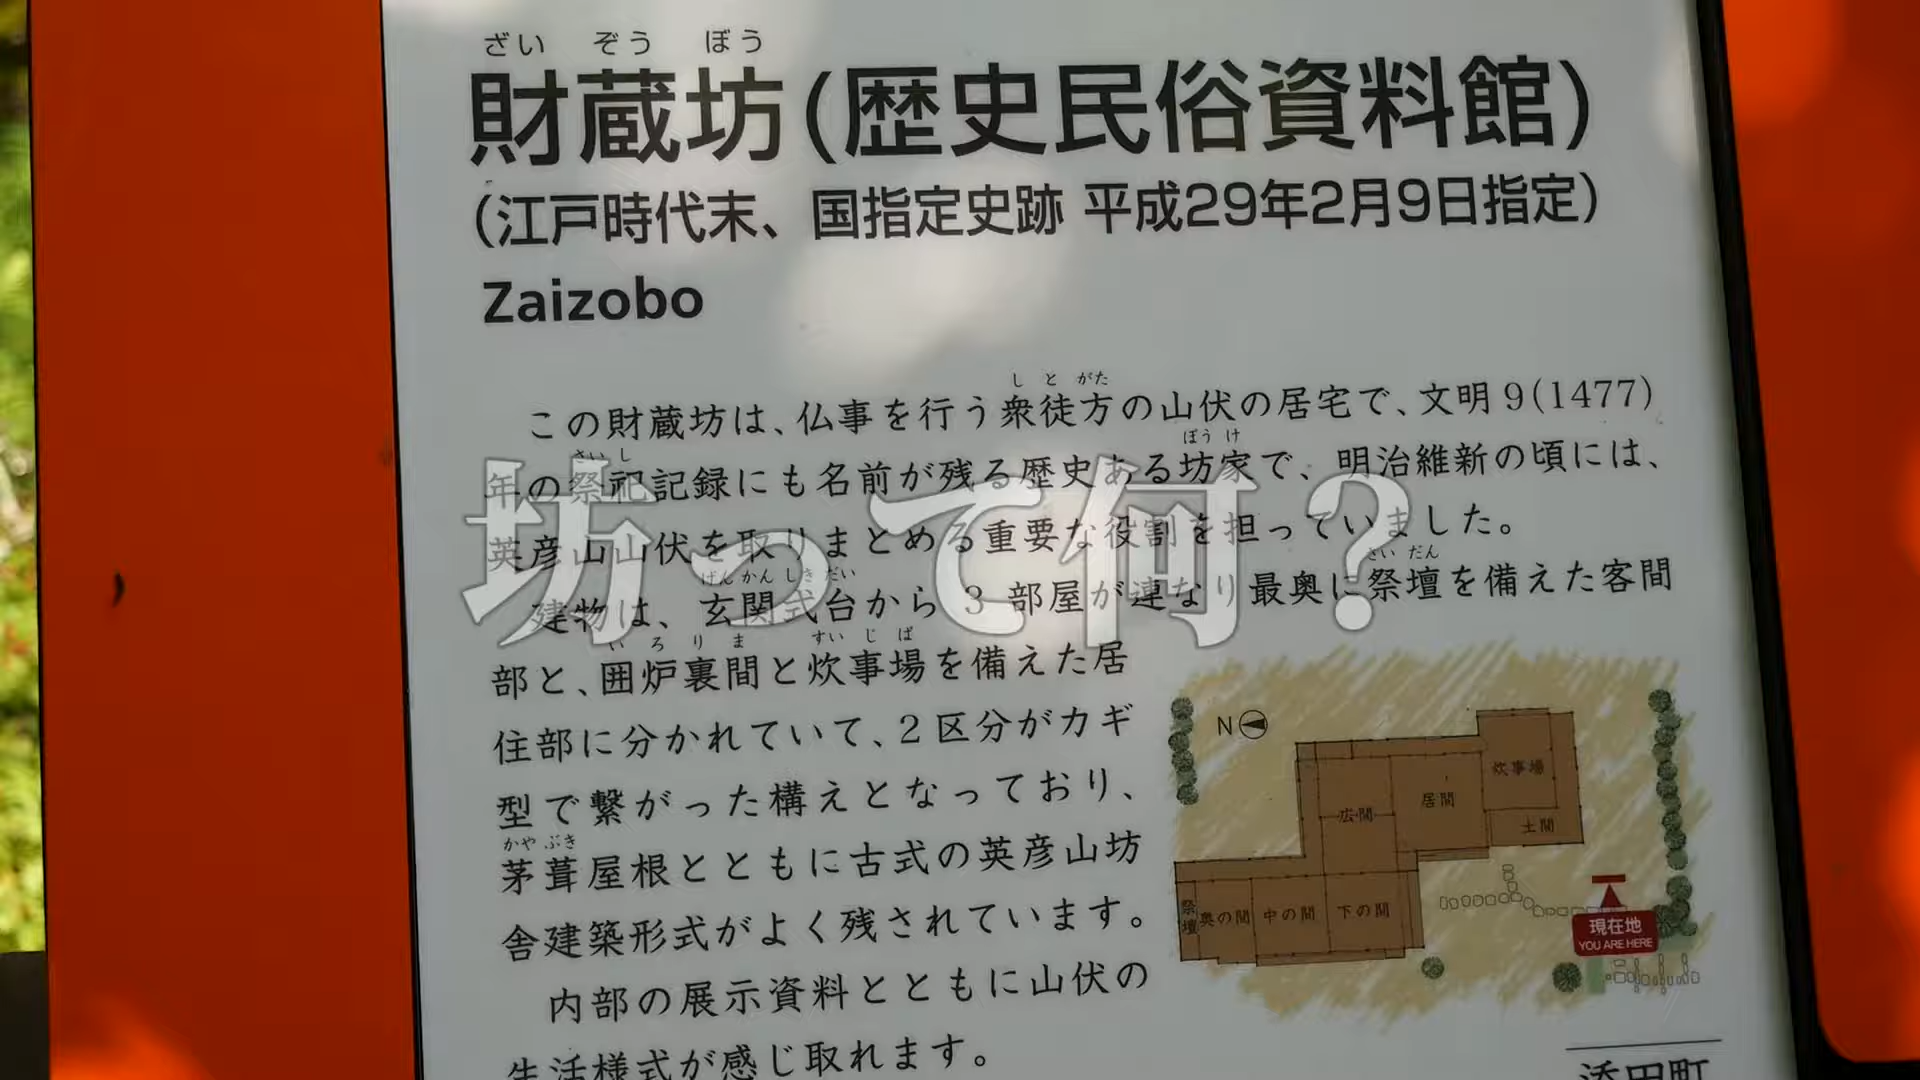 ざい ぞう ぼう
財蔵坊(歴史民俗資料館)
(江戸時代末、国指定史跡 平成29年2月9日指定)
Zaizobo
しとがた
この財蔵坊は、仏事を行う衆徒方の山伏の居宅で、文明9(1477)
さいし ぼうけ
年の祭祀記録にも名前が残る歴史ある坊家で、明治維新の頃には、
英彦山山伏を取りまとめる重要な役割を担っていました。
坊って何?
げんかんしきだい さいだん
建物は、玄関式台から3部屋が連なり最奥に祭壇を備えた客間
いろりま すいじば
部と、囲炉裏間と炊事場を備えた居
住部に分かれていて、2区分がカギ
型で繋がった構えとなっており、
かやぶき
茅葺屋根とともに古式の英彦山坊
舎建築形式がよく残されています。
内部の展示資料とともに山伏の
生活様式が感じ取れます。
N
炊事場
居間
広間
土間
祭壇
奥の間
中の間
下の間
現在地
YOU ARE HERE
添田町